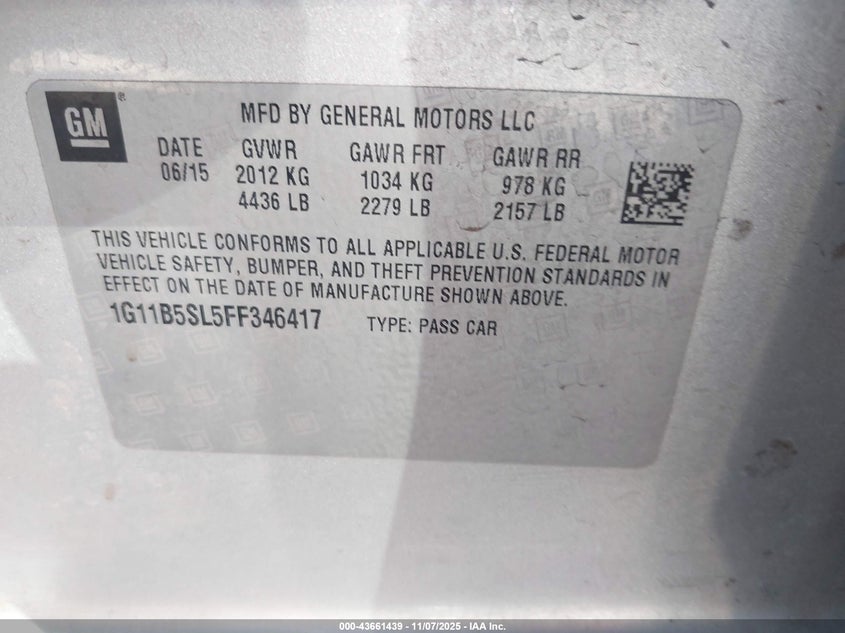 GM
MFD BY GENERAL MOTORS LLC
DATE GVWR GAWR FRT GAWR RR
06/15 2012 KG 1034 KG 978 KG
4436 LB 2279 LB 2157 LB
THIS VEHICLE CONFORMS TO ALL APPLICABLE U.S. FEDERAL MOTOR
VEHICLE SAFETY, BUMPER, AND THEFT PREVENTION STANDARDS IN
EFFECT ON THE DATE OF MANUFACTURE SHOWN ABOVE.
1G11B5SL5FF346417 TYPE: PASS CAR
000-43661439 - 11/07/2025 - IAA Inc.